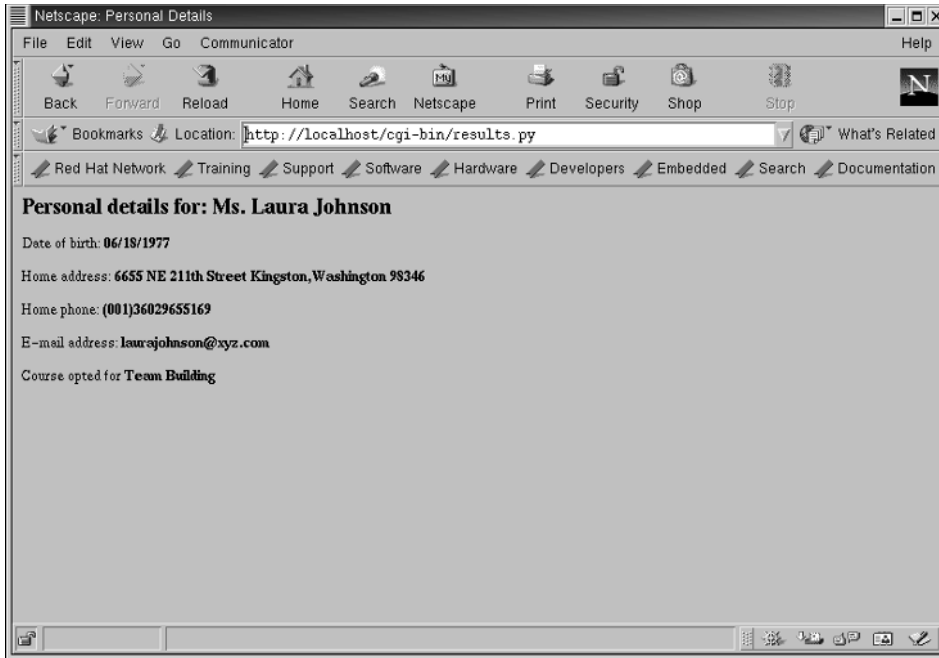 Netscape: Personal Details
File Edit View Go Communicator Help
Back Forward Reload Home Search Netscape Print Security Shop Stop
My
N
Bookmarks Location: http://localhost/cgi-bin/results.py What's Related
Red Hat Network Training Support Software Hardware Developers Embedded Search Documentation
Personal details for: Ms. Laura Johnson
Date of birth: 06/18/1977
Home address: 6655 NE 211th Street Kingston,Washington 98346
Home phone: (001)36029655169
E-mail address: laurajohnson@xyz.com
Course opted for Team Building